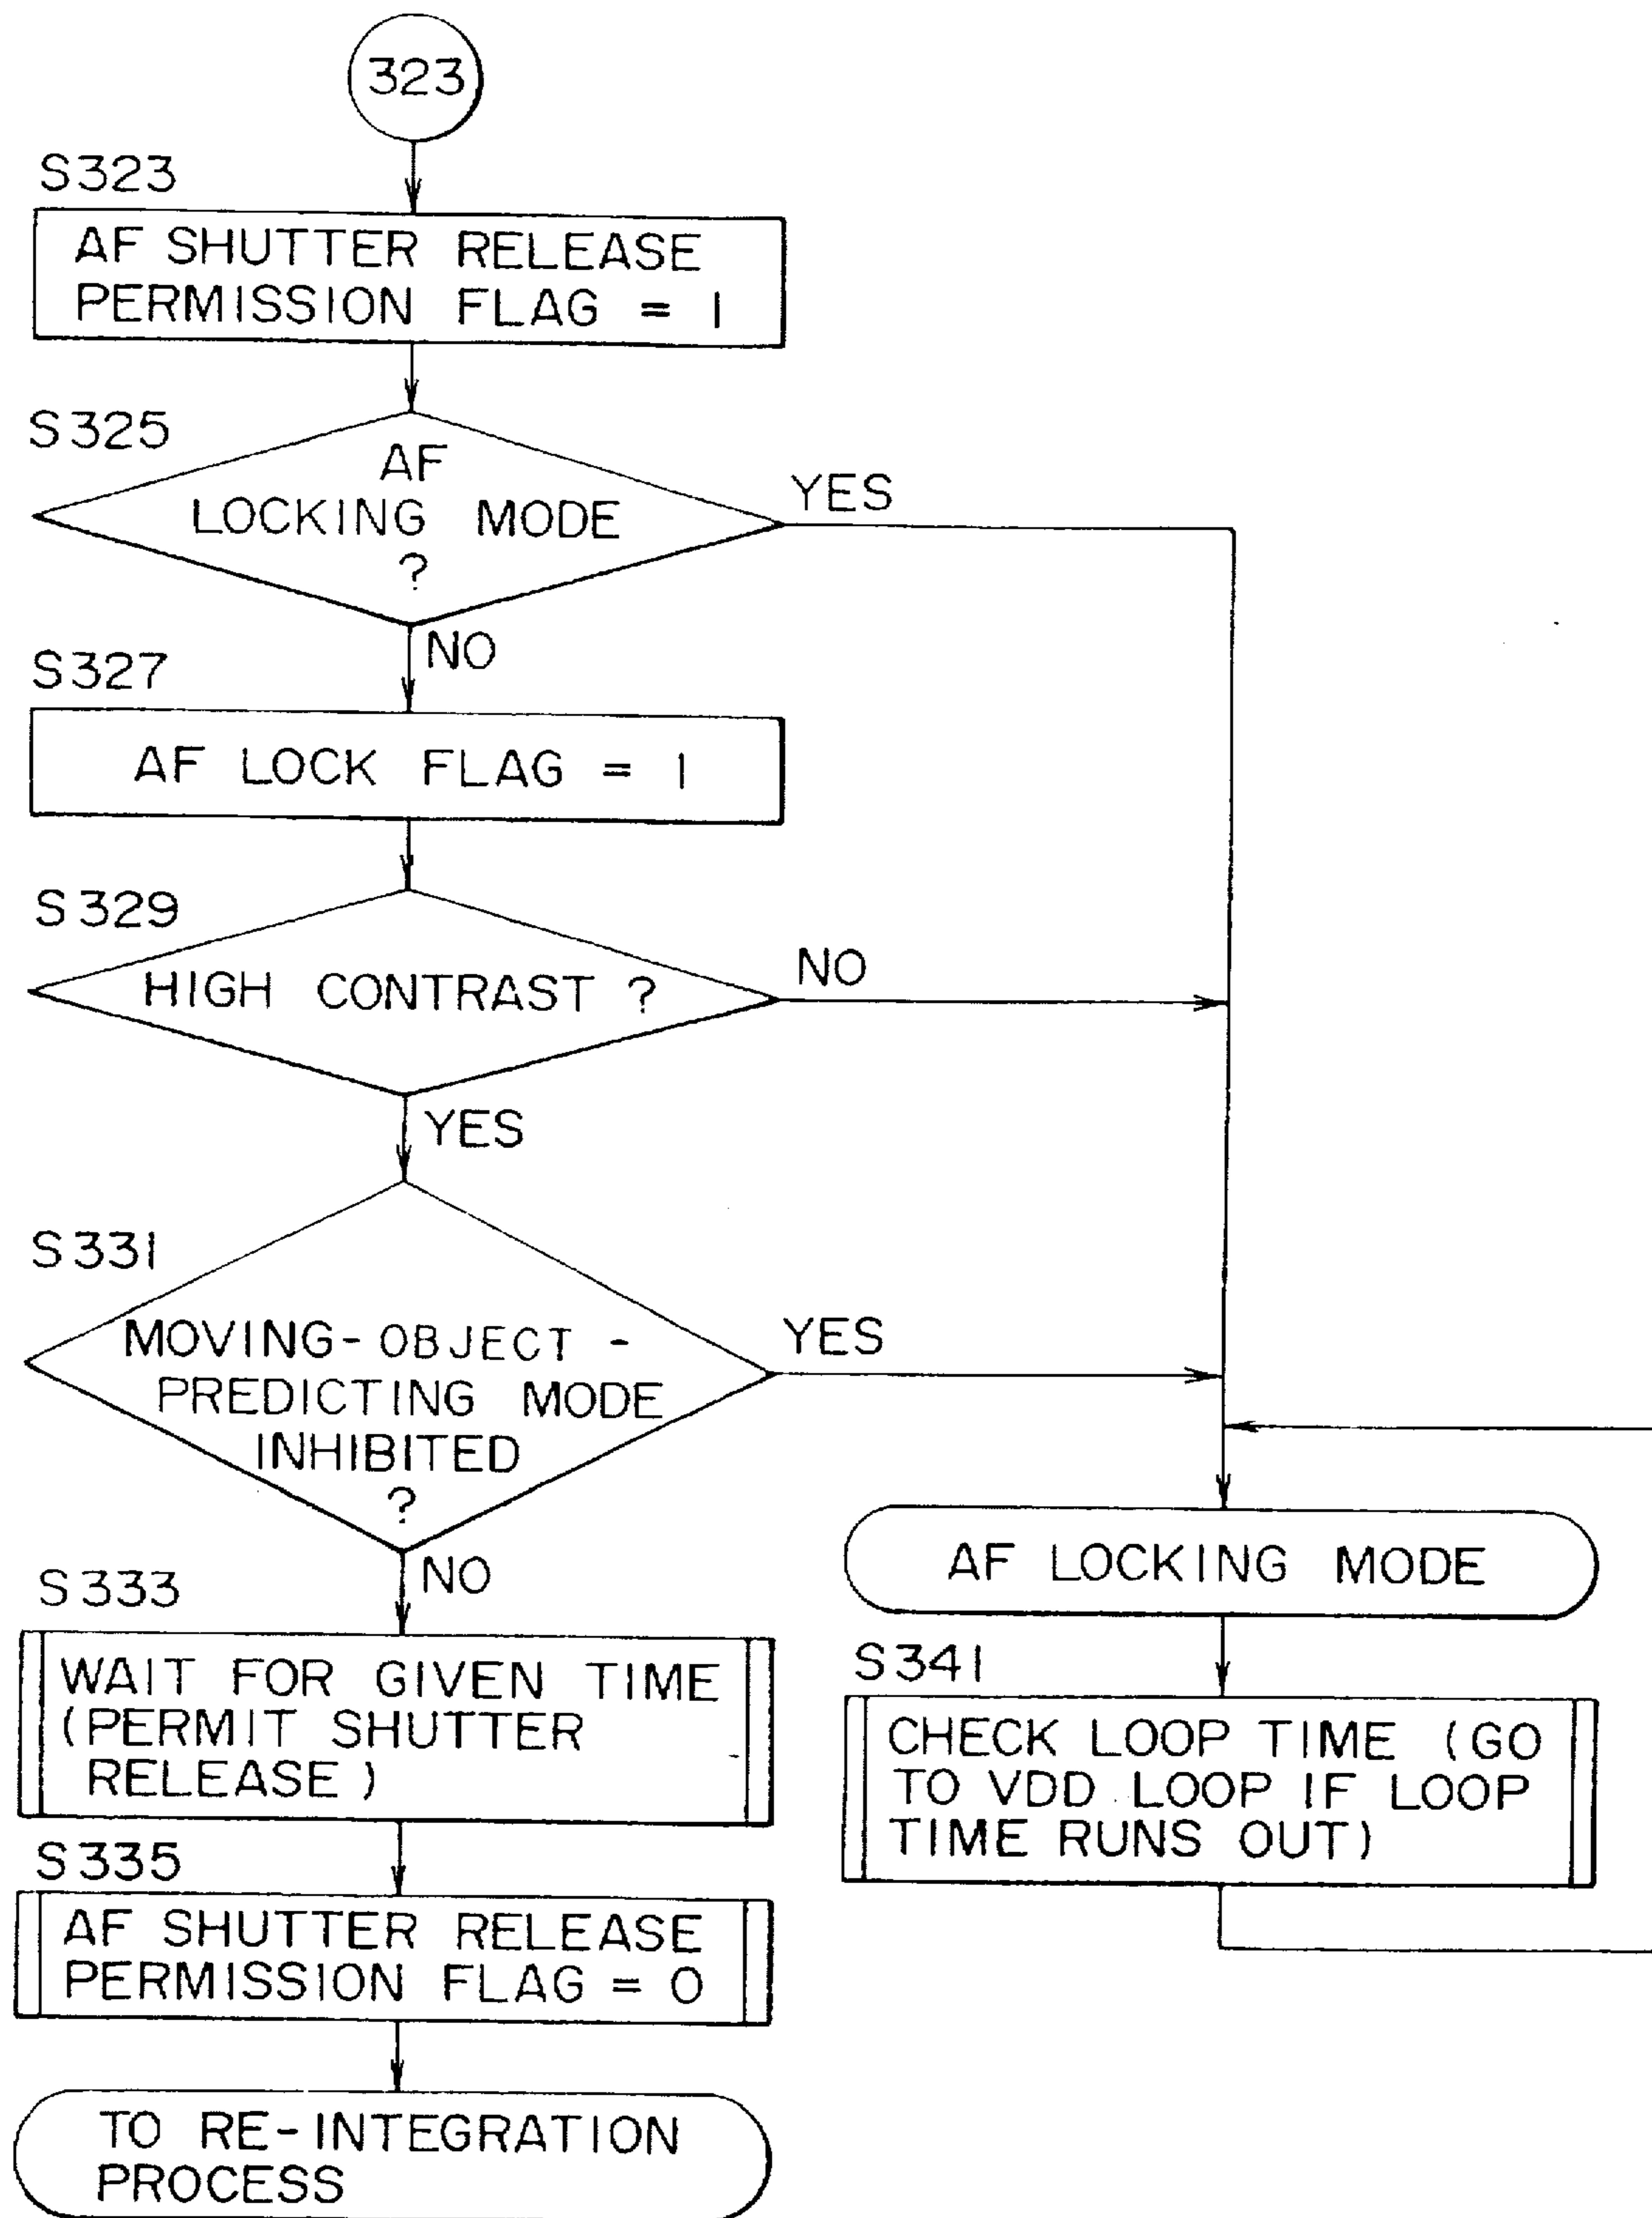 323
S323
AF SHUTTER RELEASE
PERMISSION FLAG = 1
S325
AF
LOCKING MODE
?
YES
NO
S327
AF LOCK FLAG = 1
S329
HIGH CONTRAST ?
NO
YES
S331
MOVING-OBJECT-
PREDICTING MODE
INHIBITED
?
YES
NO
S333
WAIT FOR GIVEN TIME
(PERMIT SHUTTER
RELEASE)
S335
AF SHUTTER RELEASE
PERMISSION FLAG = 0
TO RE-INTEGRATION
PROCESS
AF LOCKING MODE
S341
CHECK LOOP TIME (GO
TO VDD LOOP IF LOOP
TIME RUNS OUT)